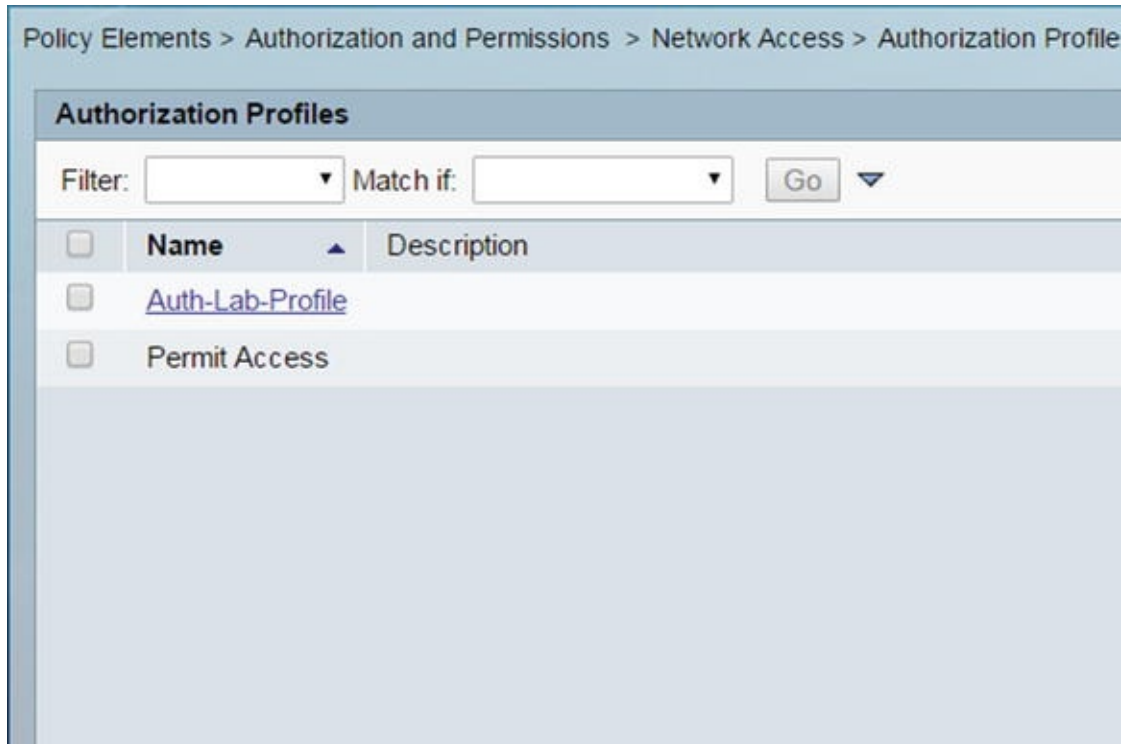 Policy Elements > Authorization and Permissions > Network Access > Authorization Profile
Authorization Profiles
Filter: Match if: Go
Name Description
Auth-Lab-Profile
Permit Access